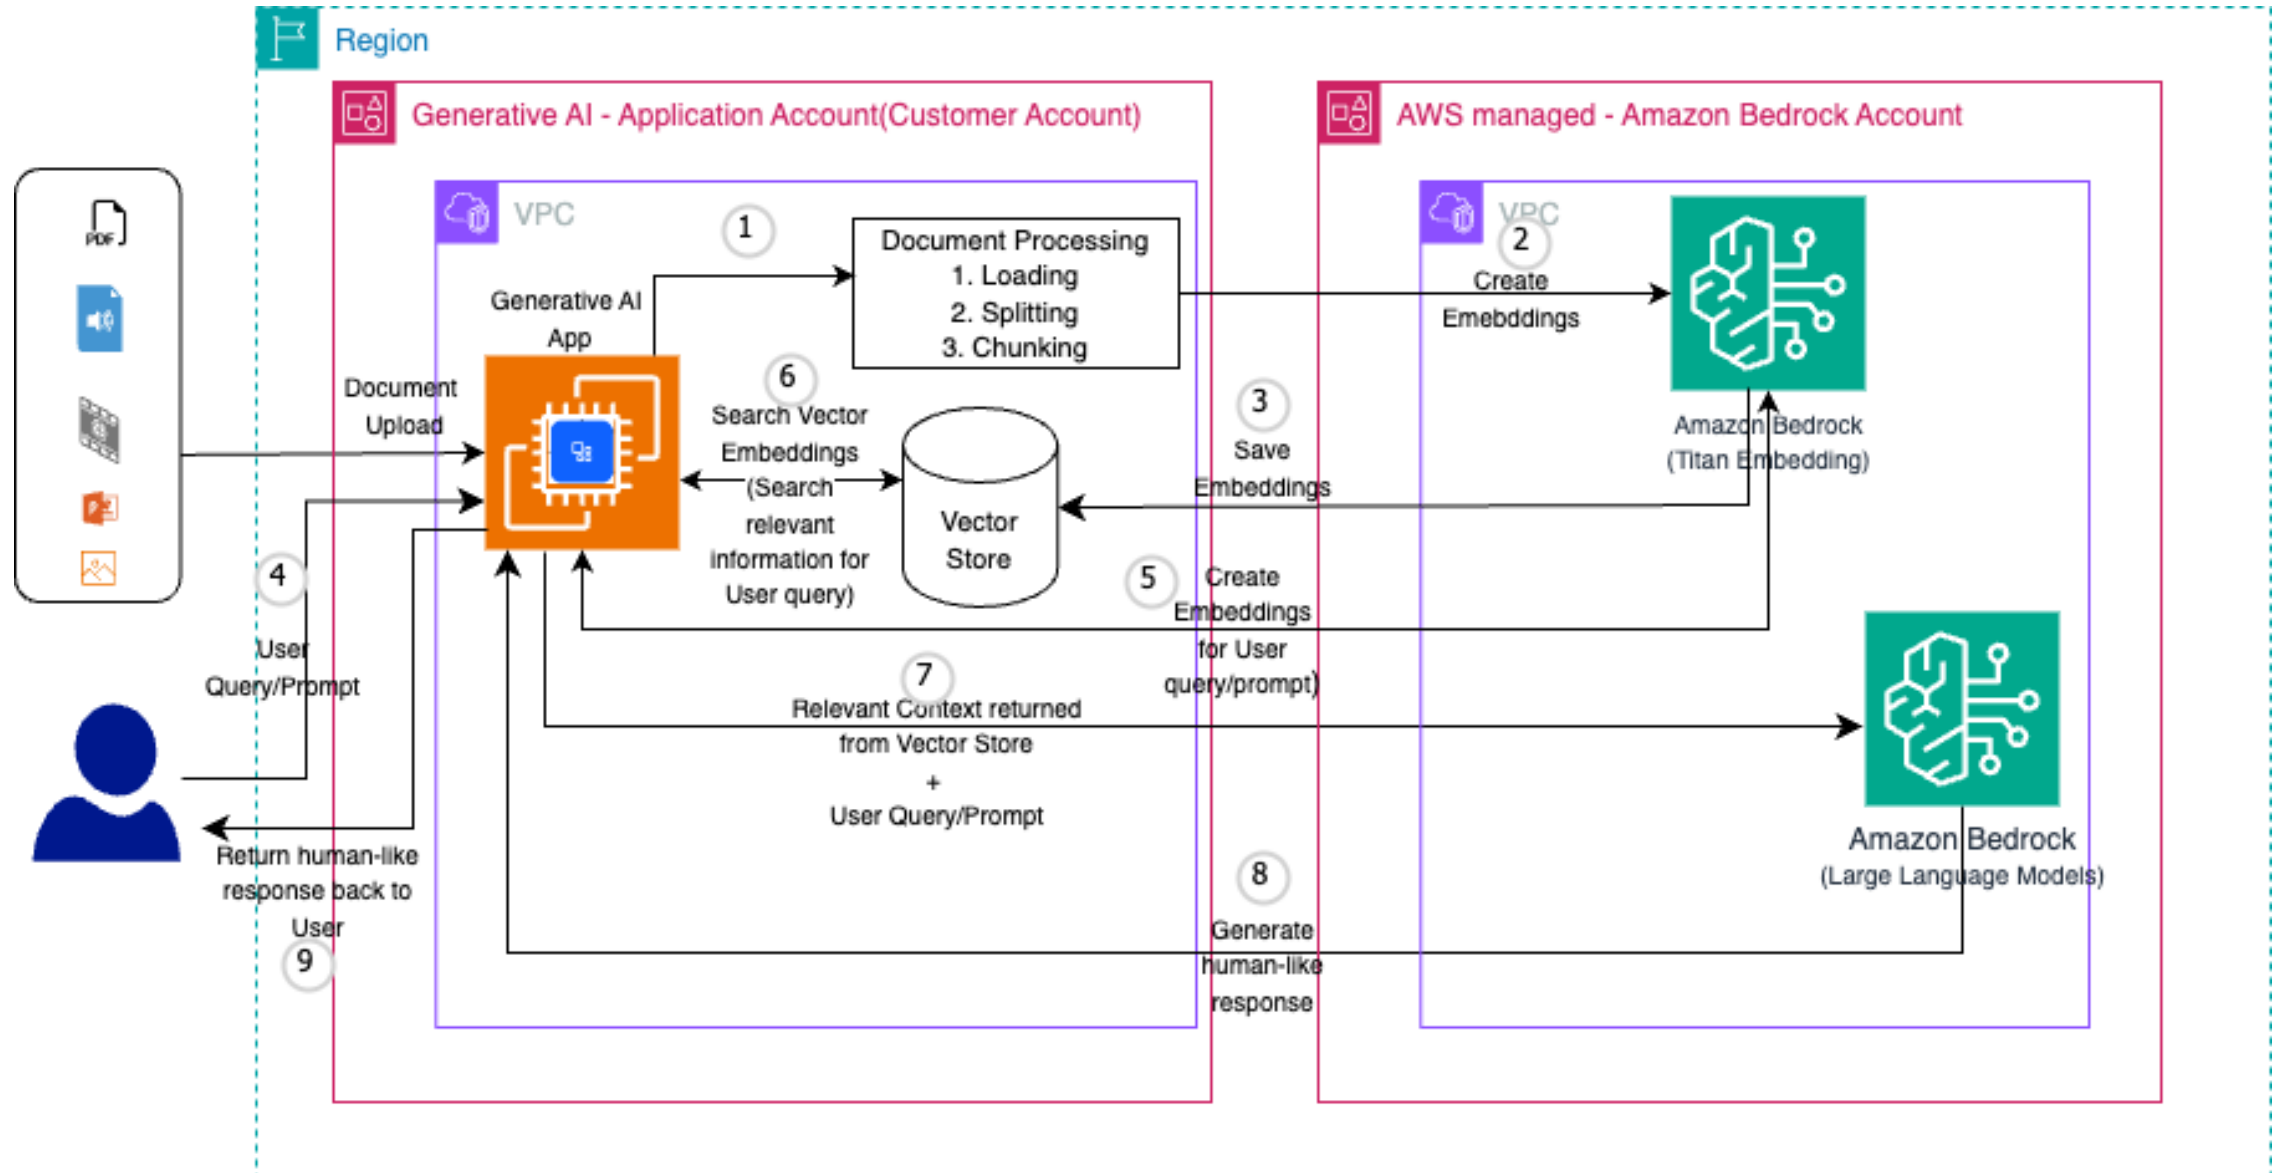 Region
Generative AI - Application Account(Customer Account)
AWS managed - Amazon Bedrock Account
PDF
VPC
1
Document Processing
1. Loading
2. Splitting
3. Chunking
VPC
2
Create
Emebddings
Generative AI
App
Document
Upload
6
Search Vector
Embeddings
(Search
relevant
information for
User query)
Vector
Store
3
Save
Embeddings
Amazon Bedrock
(Titan Embedding)
4
User
Query/Prompt
5
Create
Embeddings
for User
query/prompt)
7
Relevant Context returned
from Vector Store
+
User Query/Prompt
Amazon Bedrock
(Large Language Models)
8
Generate
human-like
response
Return human-like
response back to
User
9